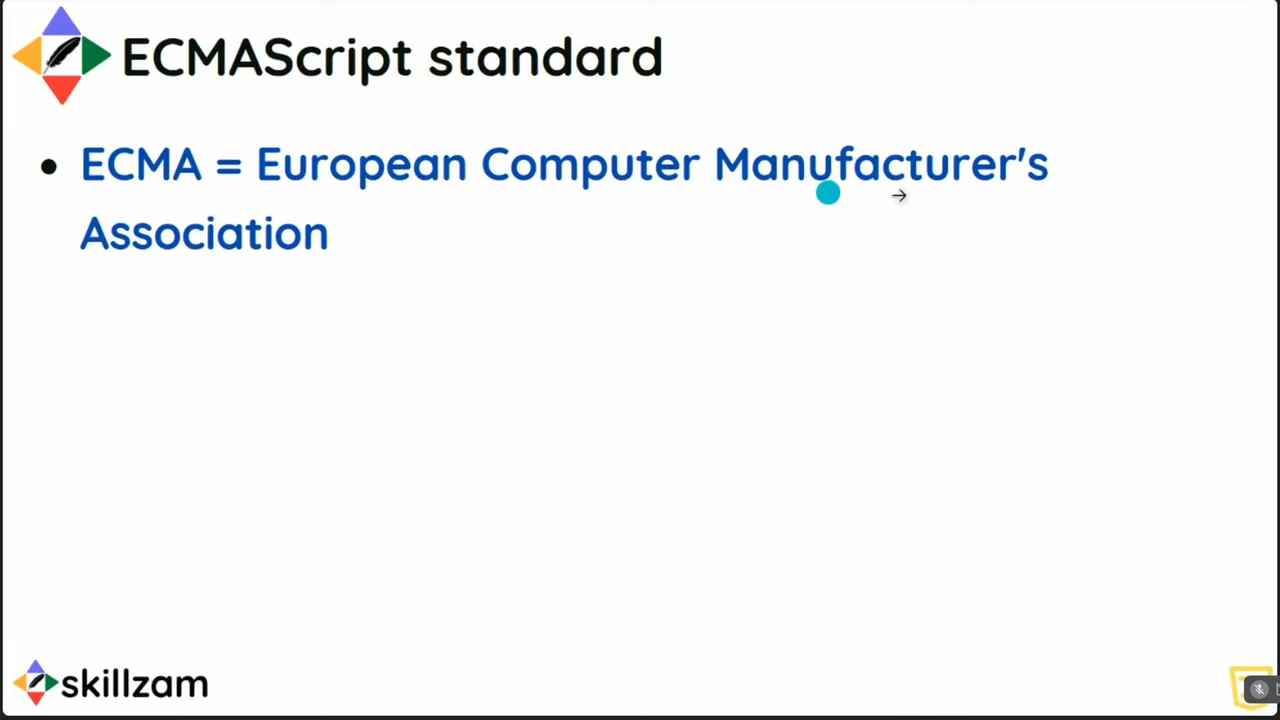 ECMAScript standard
• ECMA = European Computer Manufacturer's
Association
skillzam